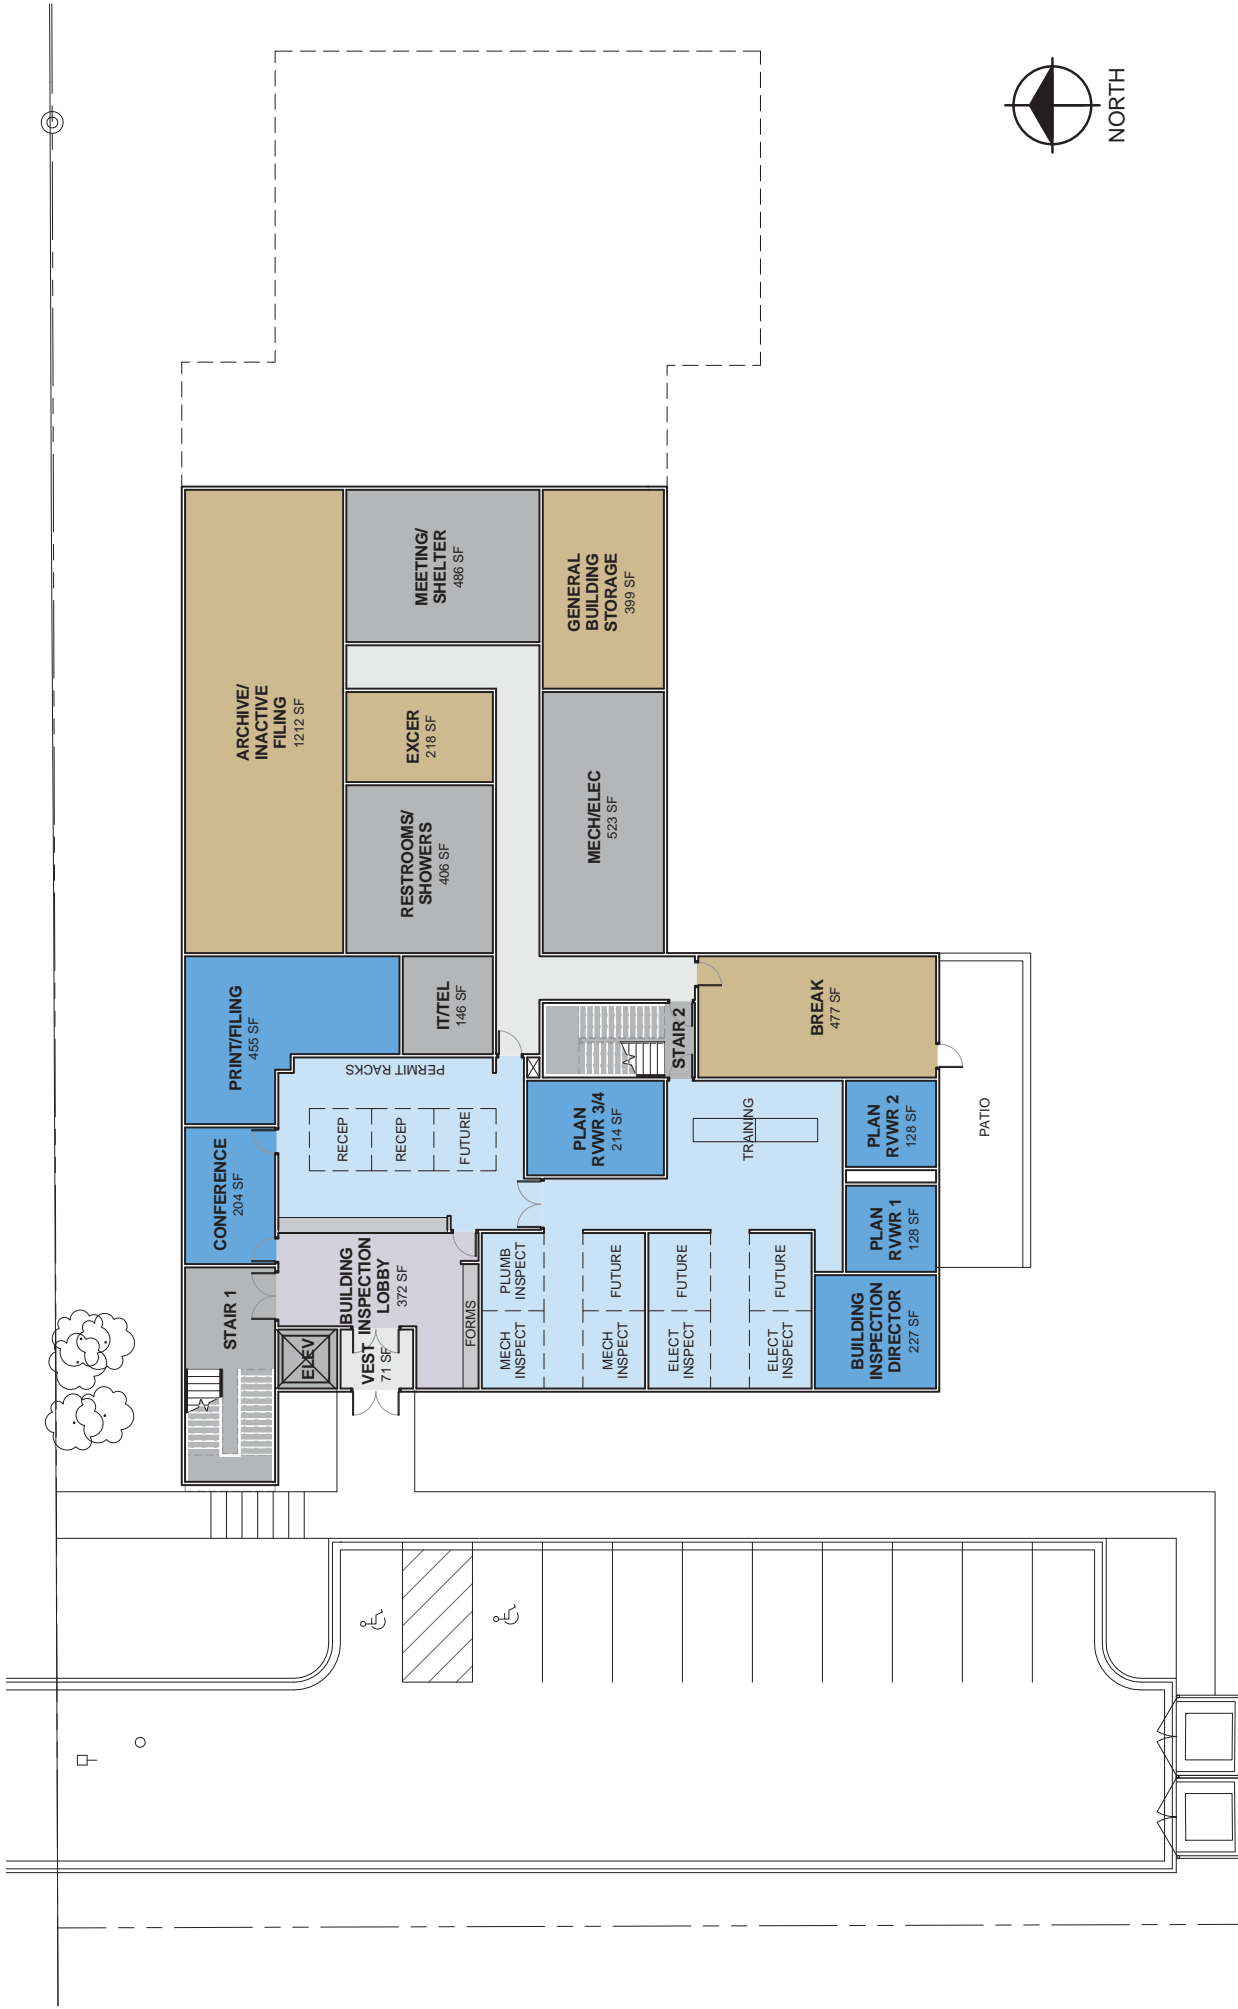 NORTH
ARCHIVE/
INACTIVE
FILING
1212 SF
MEETING/
SHELTER
486 SF
GENERAL
BUILDING
STORAGE
399 SF
EXCER
218 SF
RESTROOMS/
SHOWERS
406 SF
MECH/ELEC
523 SF
PRINT/FILING
455 SF
IT/TEL
146 SF
STAIR 2
BREAK
477 SF
PERMIT RACKS
CONFERENCE
204 SF
RECEP
RECEP
FUTURE
PLAN
RVWR 3/4
214 SF
TRAINING
PLAN
RVWR 2
128 SF
PATIO
PLAN
RVWR 1
128 SF
STAIR 1
ELEV
VEST
71 SF
BUILDING
INSPECTION
LOBBY
372 SF
FORMS
PLUMB
INSPECT
FUTURE
FUTURE
FUTURE
MECH
INSPECT
MECH
INSPECT
ELECT
INSPECT
ELECT
INSPECT
BUILDING
INSPECTION
DIRECTOR
227 SF